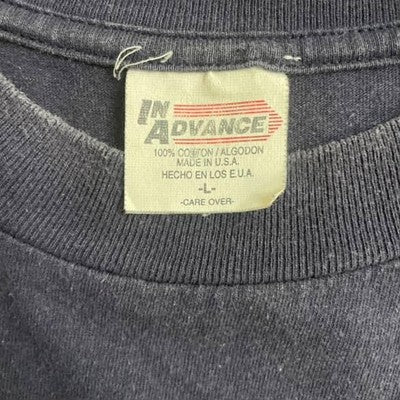 IN
ADVANCE
100% COTTON / ALGODON
MADE IN U.S.A.
HECHO EN LOS E.U.A.
-L-
-CARE OVER-